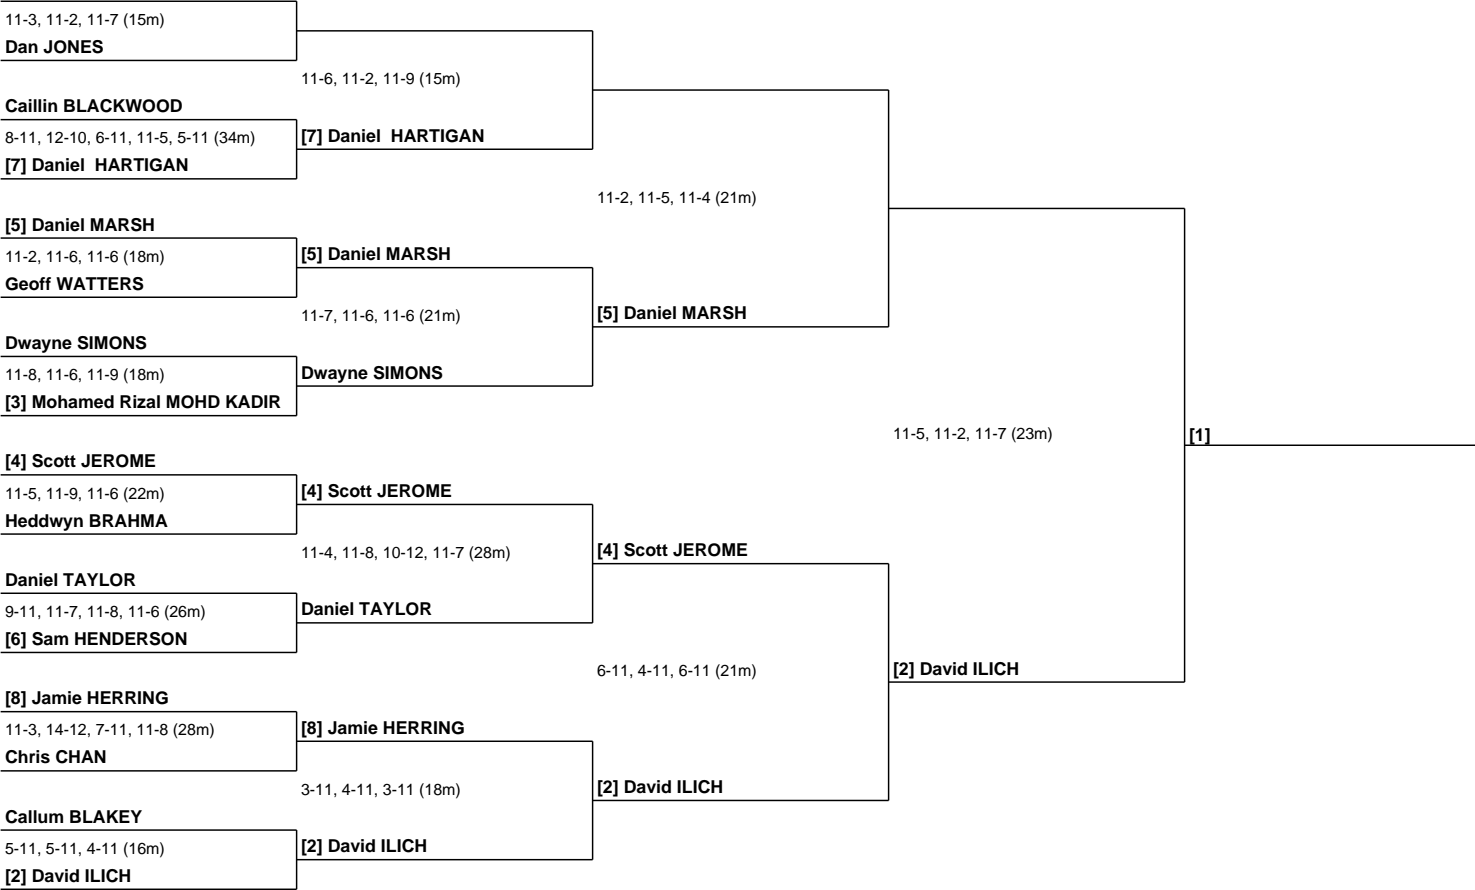 11-3, 11-2, 11-7 (15m)
Dan JONES
11-6, 11-2, 11-9 (15m)
Caillin BLACKWOOD
8-11, 12-10, 6-11, 11-5, 5-11 (34m)
[7] Daniel  HARTIGAN
[7] Daniel  HARTIGAN
11-2, 11-5, 11-4 (21m)
[5] Daniel MARSH
11-2, 11-6, 11-6 (18m)
[5] Daniel MARSH
Geoff WATTERS
11-7, 11-6, 11-6 (21m)
[5] Daniel MARSH
Dwayne SIMONS
11-8, 11-6, 11-9 (18m)
Dwayne SIMONS
[3] Mohamed Rizal MOHD KADIR
11-5, 11-2, 11-7 (23m)
[1]
[4] Scott JEROME
11-5, 11-9, 11-6 (22m)
[4] Scott JEROME
Heddwyn BRAHMA
11-4, 11-8, 10-12, 11-7 (28m)
[4] Scott JEROME
Daniel TAYLOR
9-11, 11-7, 11-8, 11-6 (26m)
Daniel TAYLOR
[6] Sam HENDERSON
6-11, 4-11, 6-11 (21m)
[2] David ILICH
[8] Jamie HERRING
11-3, 14-12, 7-11, 11-8 (28m)
[8] Jamie HERRING
Chris CHAN
3-11, 4-11, 3-11 (18m)
[2] David ILICH
Callum BLAKEY
5-11, 5-11, 4-11 (16m)
[2] David ILICH
[2] David ILICH